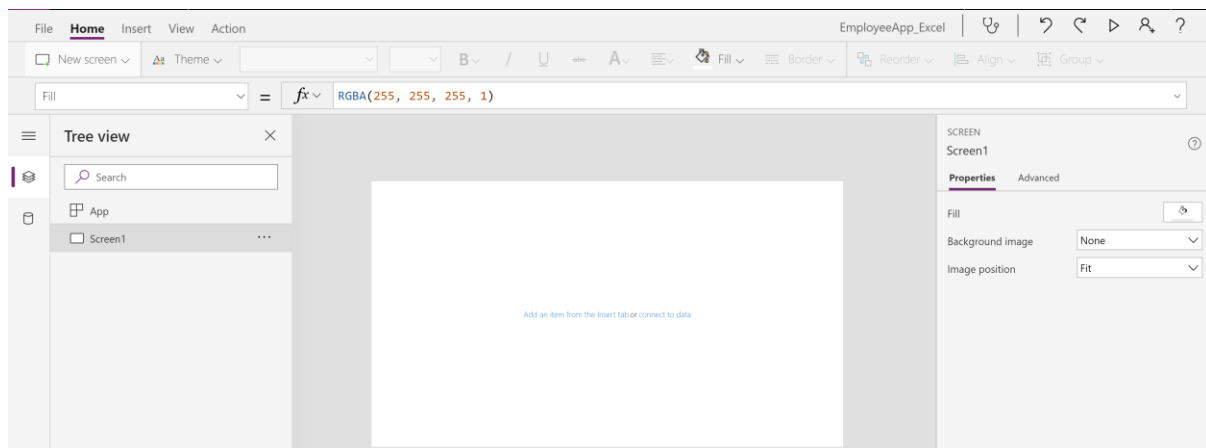 File Home Insert View Action EmployeeApp_Excel ?
New screen Theme B / U abc A Fill Border Reorder Align Group
Fill = fx RGBA(255, 255, 255, 1)
Tree view
Search
App
Screen1 ...
Add an item from the Insert tab or connect to data
SCREEN
Screen1
Properties Advanced
Fill
Background image None
Image position Fit